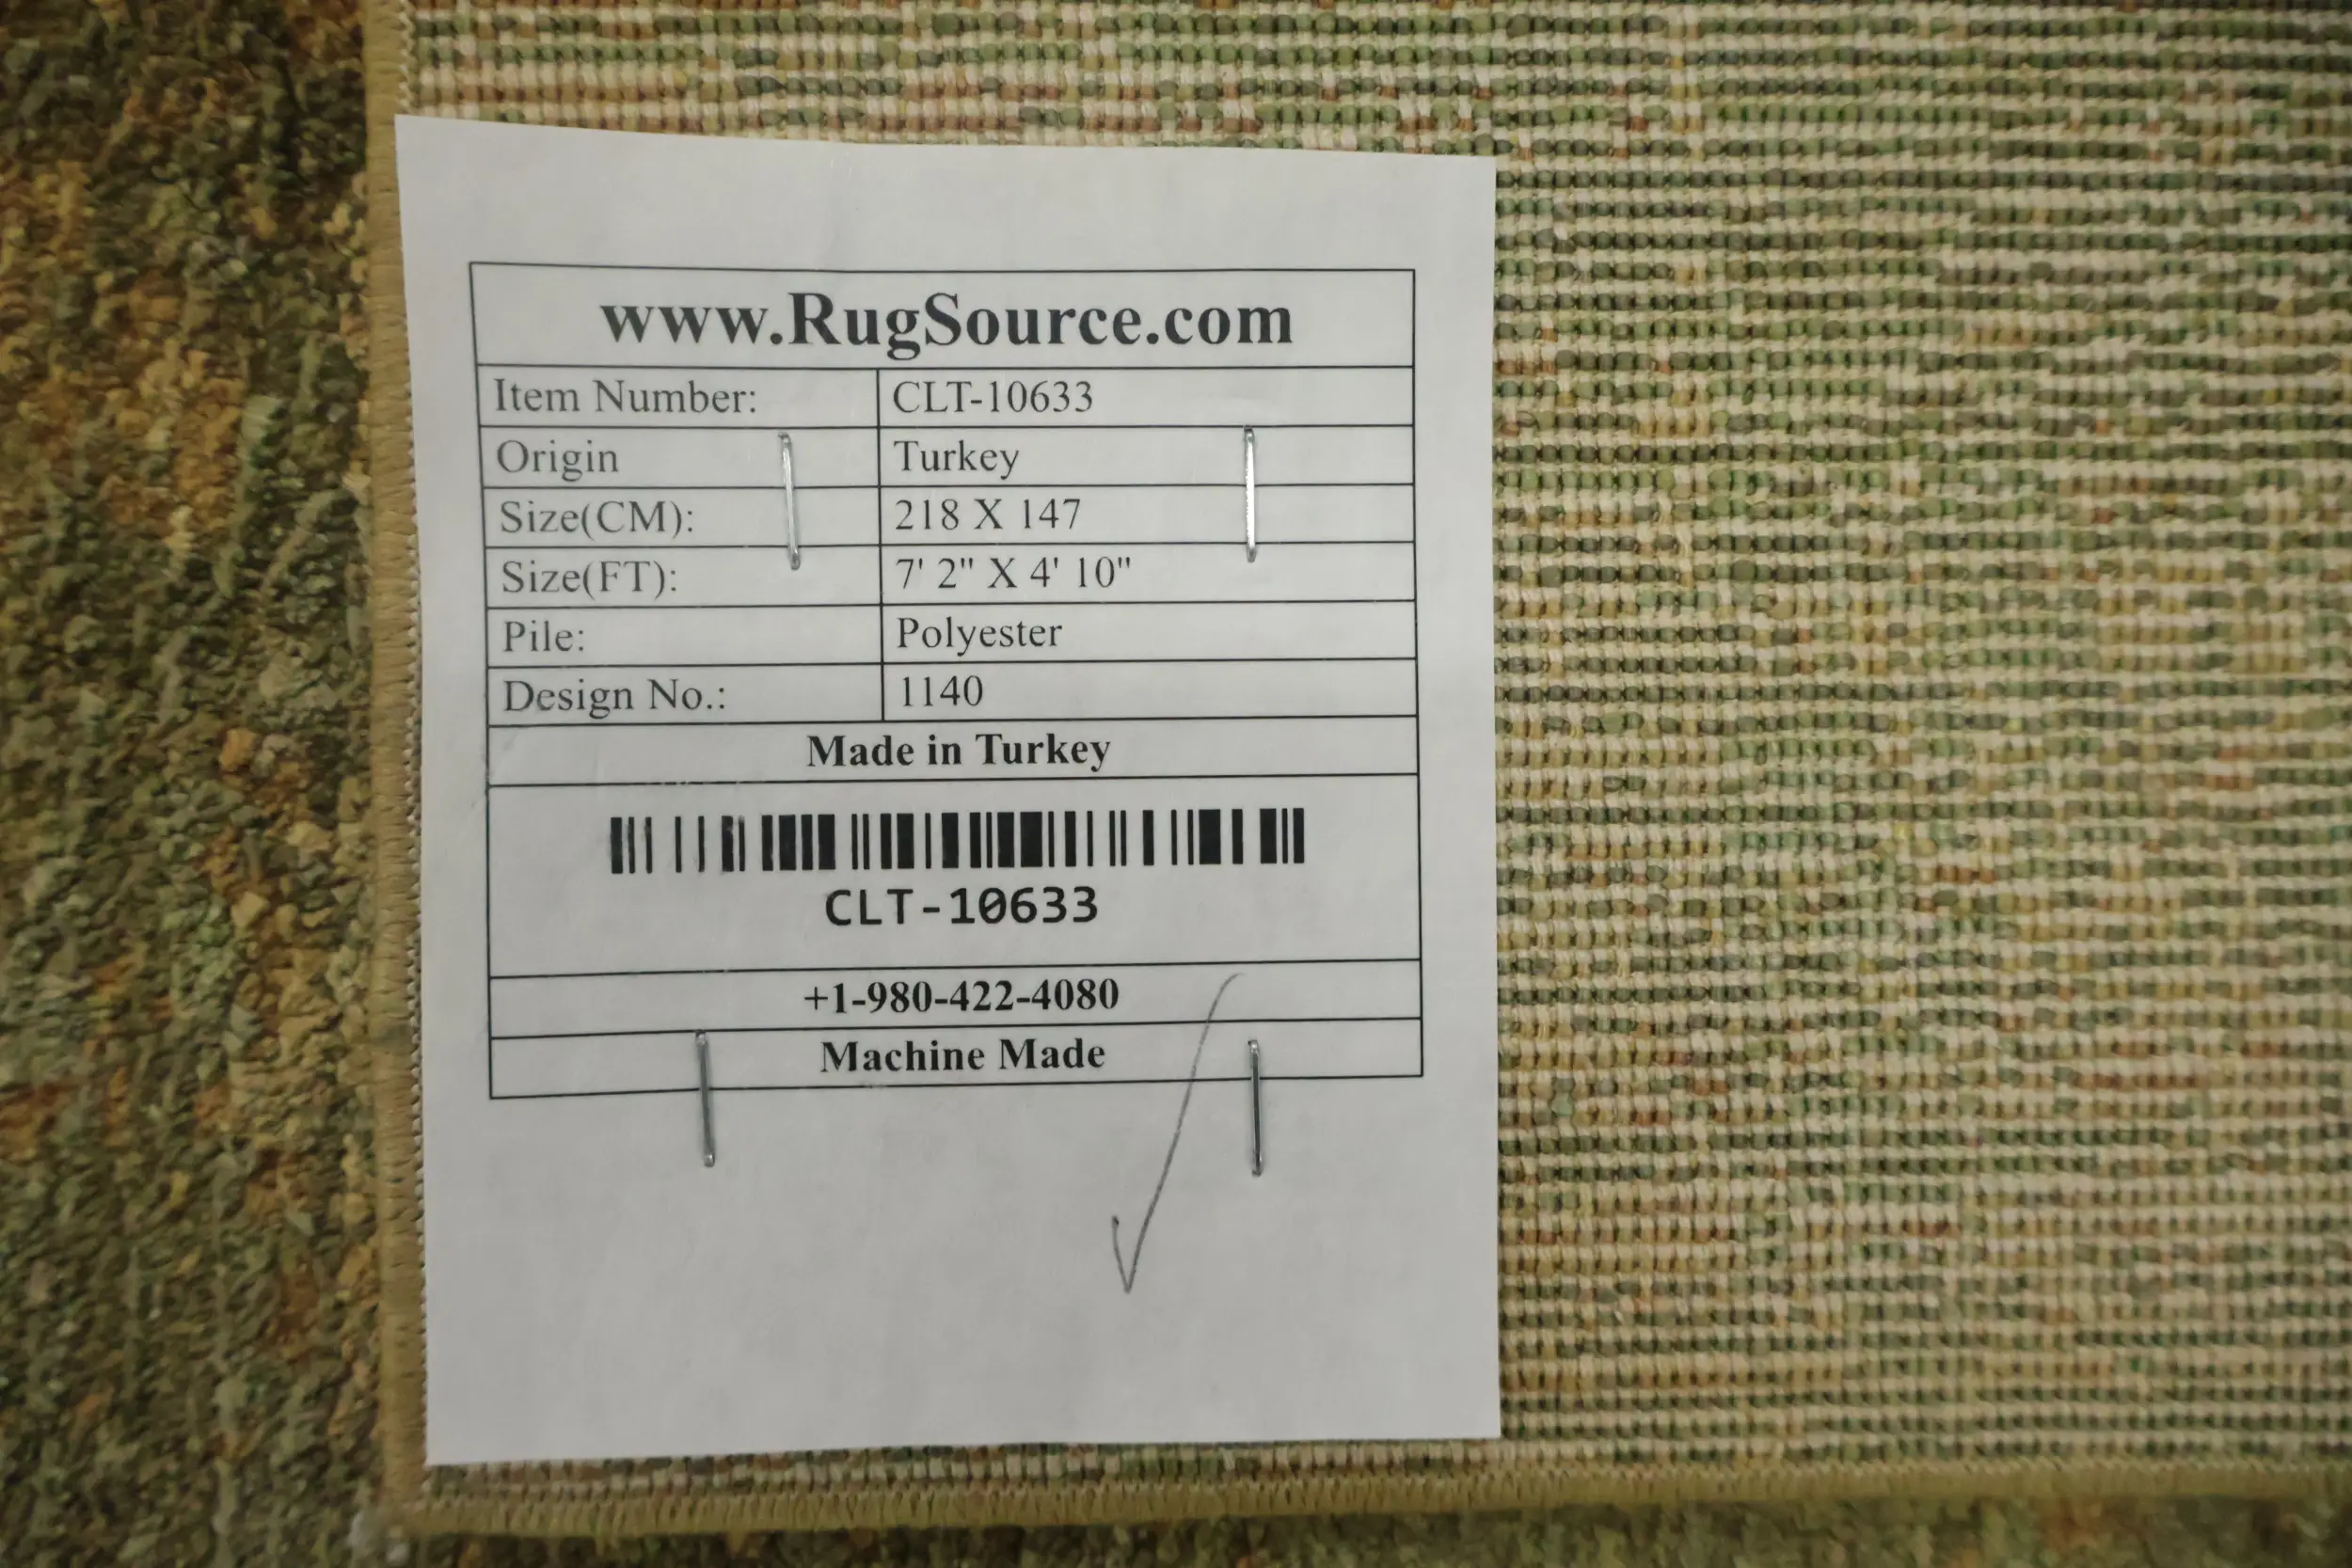 www.RugSource.com
Item Number: CLT-10633
Origin Turkey
Size(CM): 218 X 147
Size(FT): 7' 2" X 4' 10"
Pile: Polyester
Design No.: 1140
Made in Turkey
CLT-10633
+1-980-422-4080
Machine Made